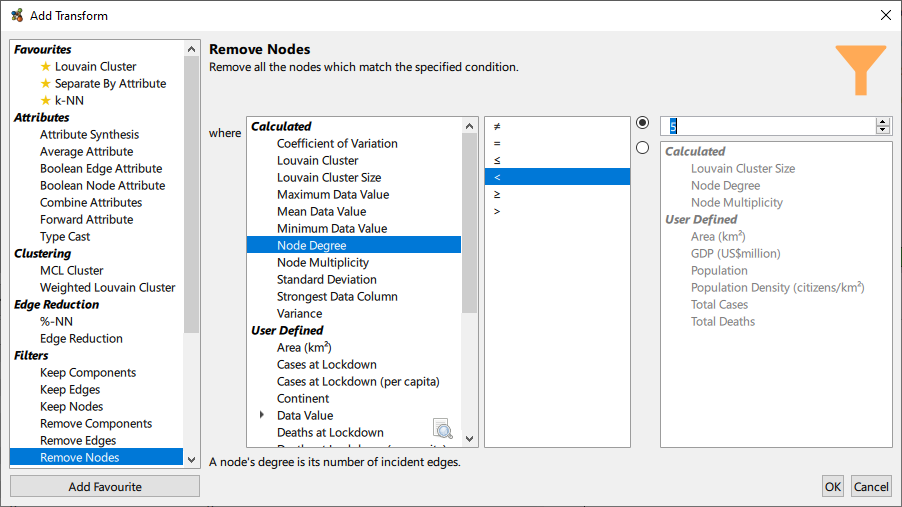 Add Transform
Favourites
Louvain Cluster
Separate By Attribute
k-NN
Attributes
Attribute Synthesis
Average Attribute
Boolean Edge Attribute
Boolean Node Attribute
Combine Attributes
Forward Attribute
Type Cast
Clustering
MCL Cluster
Weighted Louvain Cluster
Edge Reduction
%-NN
Edge Reduction
Filters
Keep Components
Keep Edges
Keep Nodes
Remove Components
Remove Edges
Remove Nodes
Add Favourite
Remove Nodes
Remove all the nodes which match the specified condition.
where
Calculated
Coefficient of Variation
Louvain Cluster
Louvain Cluster Size
Maximum Data Value
Mean Data Value
Minimum Data Value
Node Degree
Node Multiplicity
Standard Deviation
Strongest Data Column
Variance
User Defined
Area (km²)
Cases at Lockdown
Cases at Lockdown (per capita)
Continent
Data Value
Deaths at Lockdown
≠
=
≤
<
≥
>
5
Calculated
Louvain Cluster Size
Node Degree
Node Multiplicity
User Defined
Area (km²)
GDP (US$million)
Population
Population Density (citizens/km²)
Total Cases
Total Deaths
A node's degree is its number of incident edges.
OK
Cancel